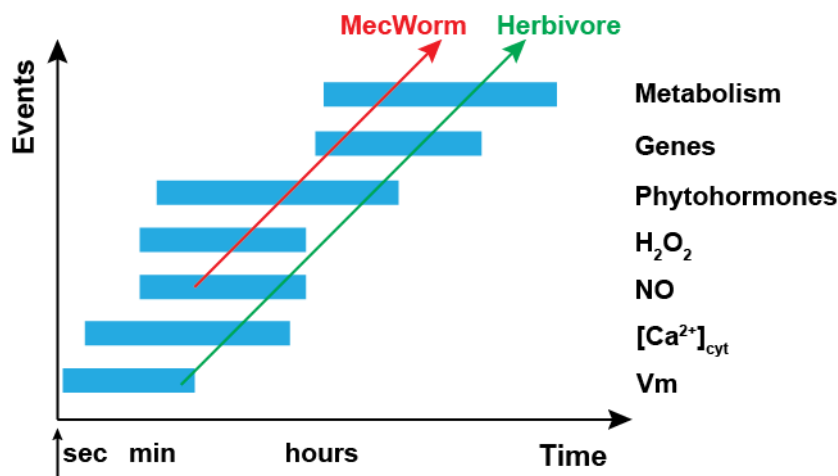 MecWorm Herbivore
Events
Metabolism
Genes
Phytohormones
H₂O₂
NO
[Ca²⁺]cyt
Vm
sec min hours Time